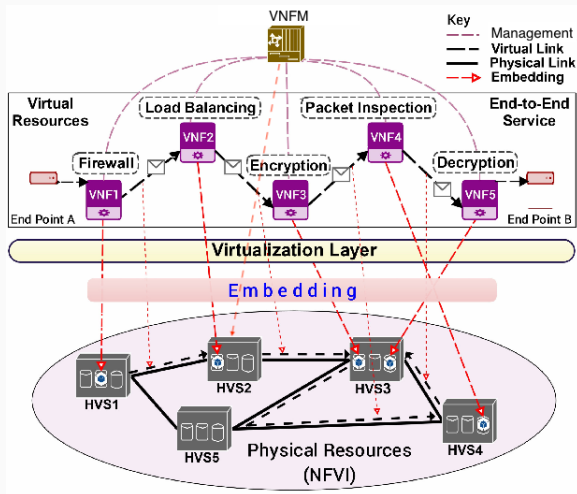 VNFM
Key
Management
Virtual Link
Physical Link
Embedding
Virtual
Resources
Load Balancing
Packet Inspection
End-to-End
Service
VNF2
VNF4
Firewall
Encryption
Decryption
VNF1
VNF3
VNF5
End Point A
End Point B
Virtualization Layer
Embedding
HVS1
HVS2
HVS3
HVS5
HVS4
Physical Resources
(NFVI)